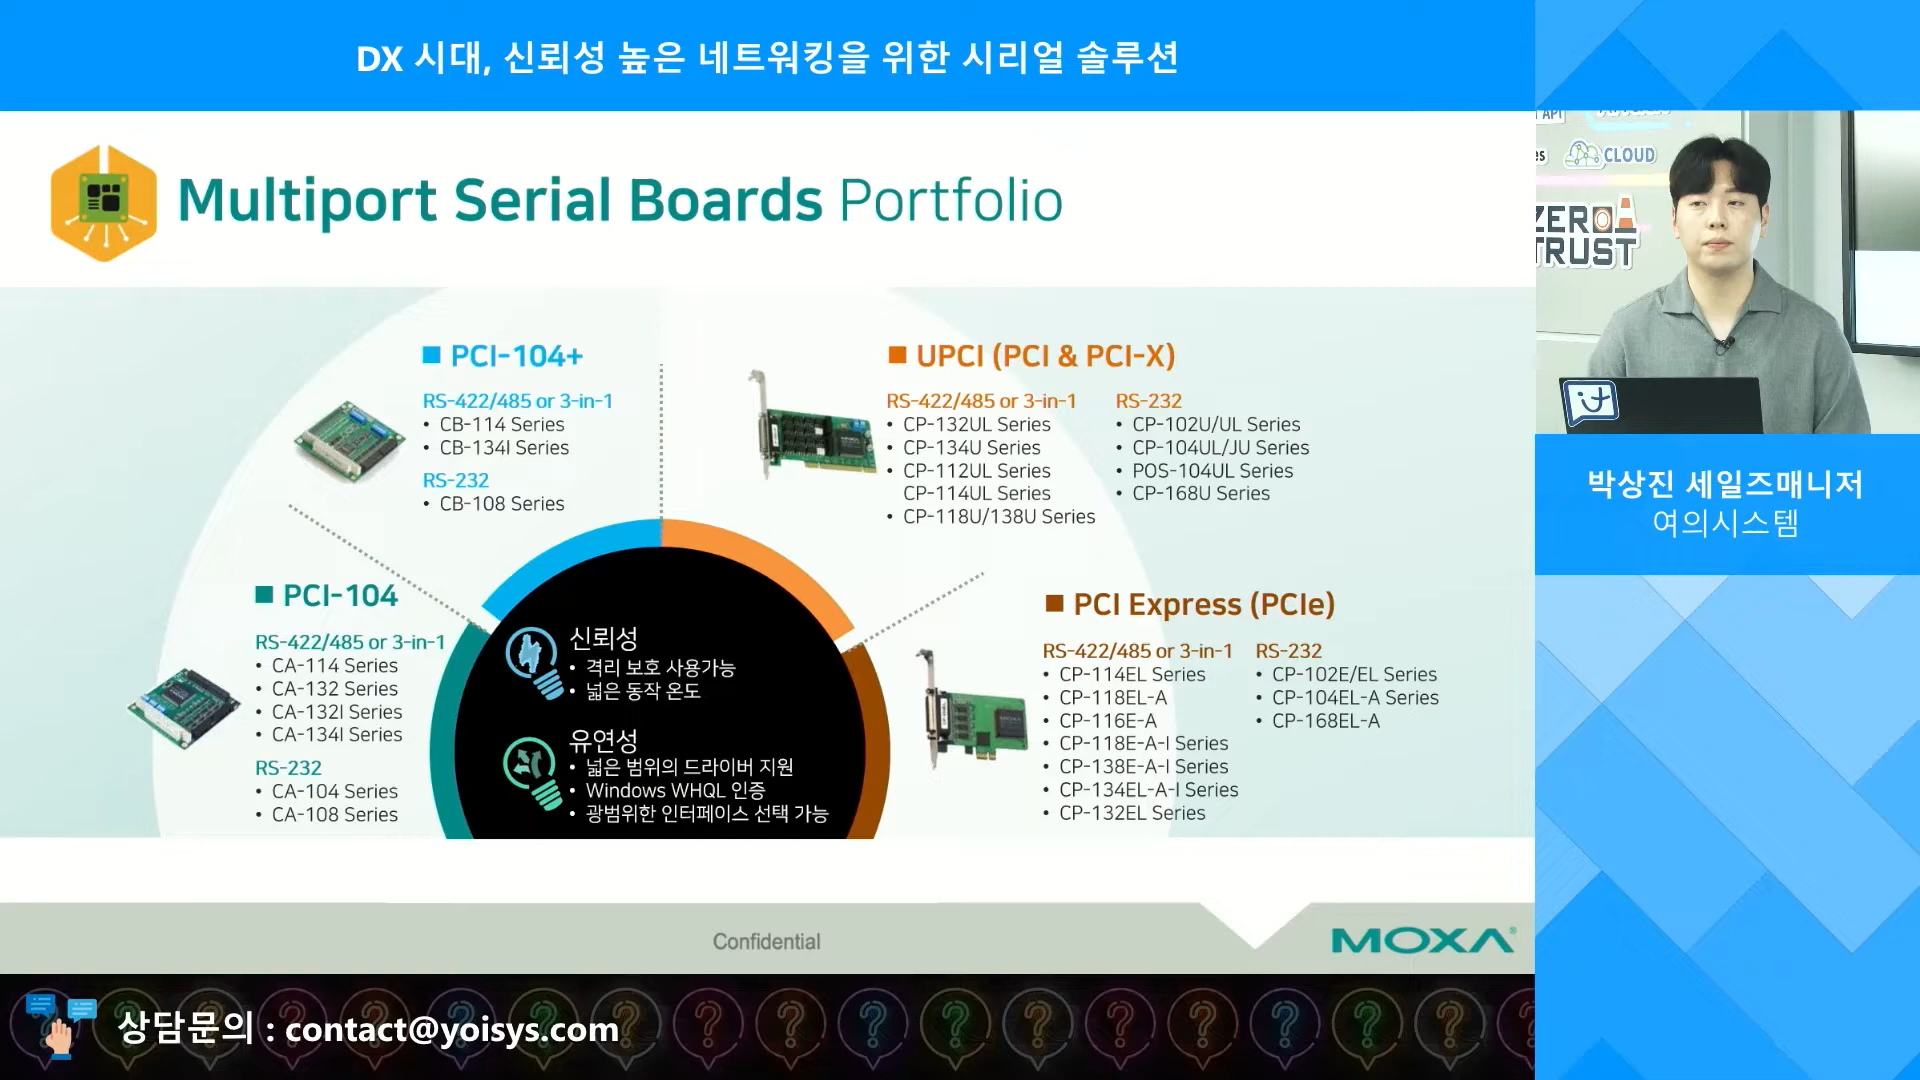 DX 시대, 신뢰성 높은 네트워킹을 위한 시리얼 솔루션
Multiport Serial Boards Portfolio
PCI-104+
RS-422/485 or 3-in-1
• CB-114 Series
• CB-134I Series
RS-232
• CB-108 Series
UPCI (PCI & PCI-X)
RS-422/485 or 3-in-1
• CP-132UL Series
• CP-134U Series
• CP-112UL Series
CP-114UL Series
• CP-118U/138U Series
RS-232
• CP-102U/UL Series
• CP-104UL/JU Series
• POS-104UL Series
• CP-168U Series
PCI-104
RS-422/485 or 3-in-1
• CA-114 Series
• CA-132 Series
• CA-132I Series
• CA-134I Series
RS-232
• CA-104 Series
• CA-108 Series
신뢰성
• 격리 보호 사용가능
• 넓은 동작 온도
유연성
• 넓은 범위의 드라이버 지원
• Windows WHQL 인증
• 광범위한 인터페이스 선택 가능
PCI Express (PCIe)
RS-422/485 or 3-in-1
• CP-114EL Series
• CP-118EL-A
• CP-116E-A
• CP-118E-A-I Series
• CP-138E-A-I Series
• CP-134EL-A-I Series
• CP-132EL Series
RS-232
• CP-102E/EL Series
• CP-104EL-A Series
• CP-168EL-A
Confidential
MOXA®
상담문의 : contact@yoisys.com
API
CLOUD
ZERO
TRUST
it
박상진 세일즈매니저
여의시스템